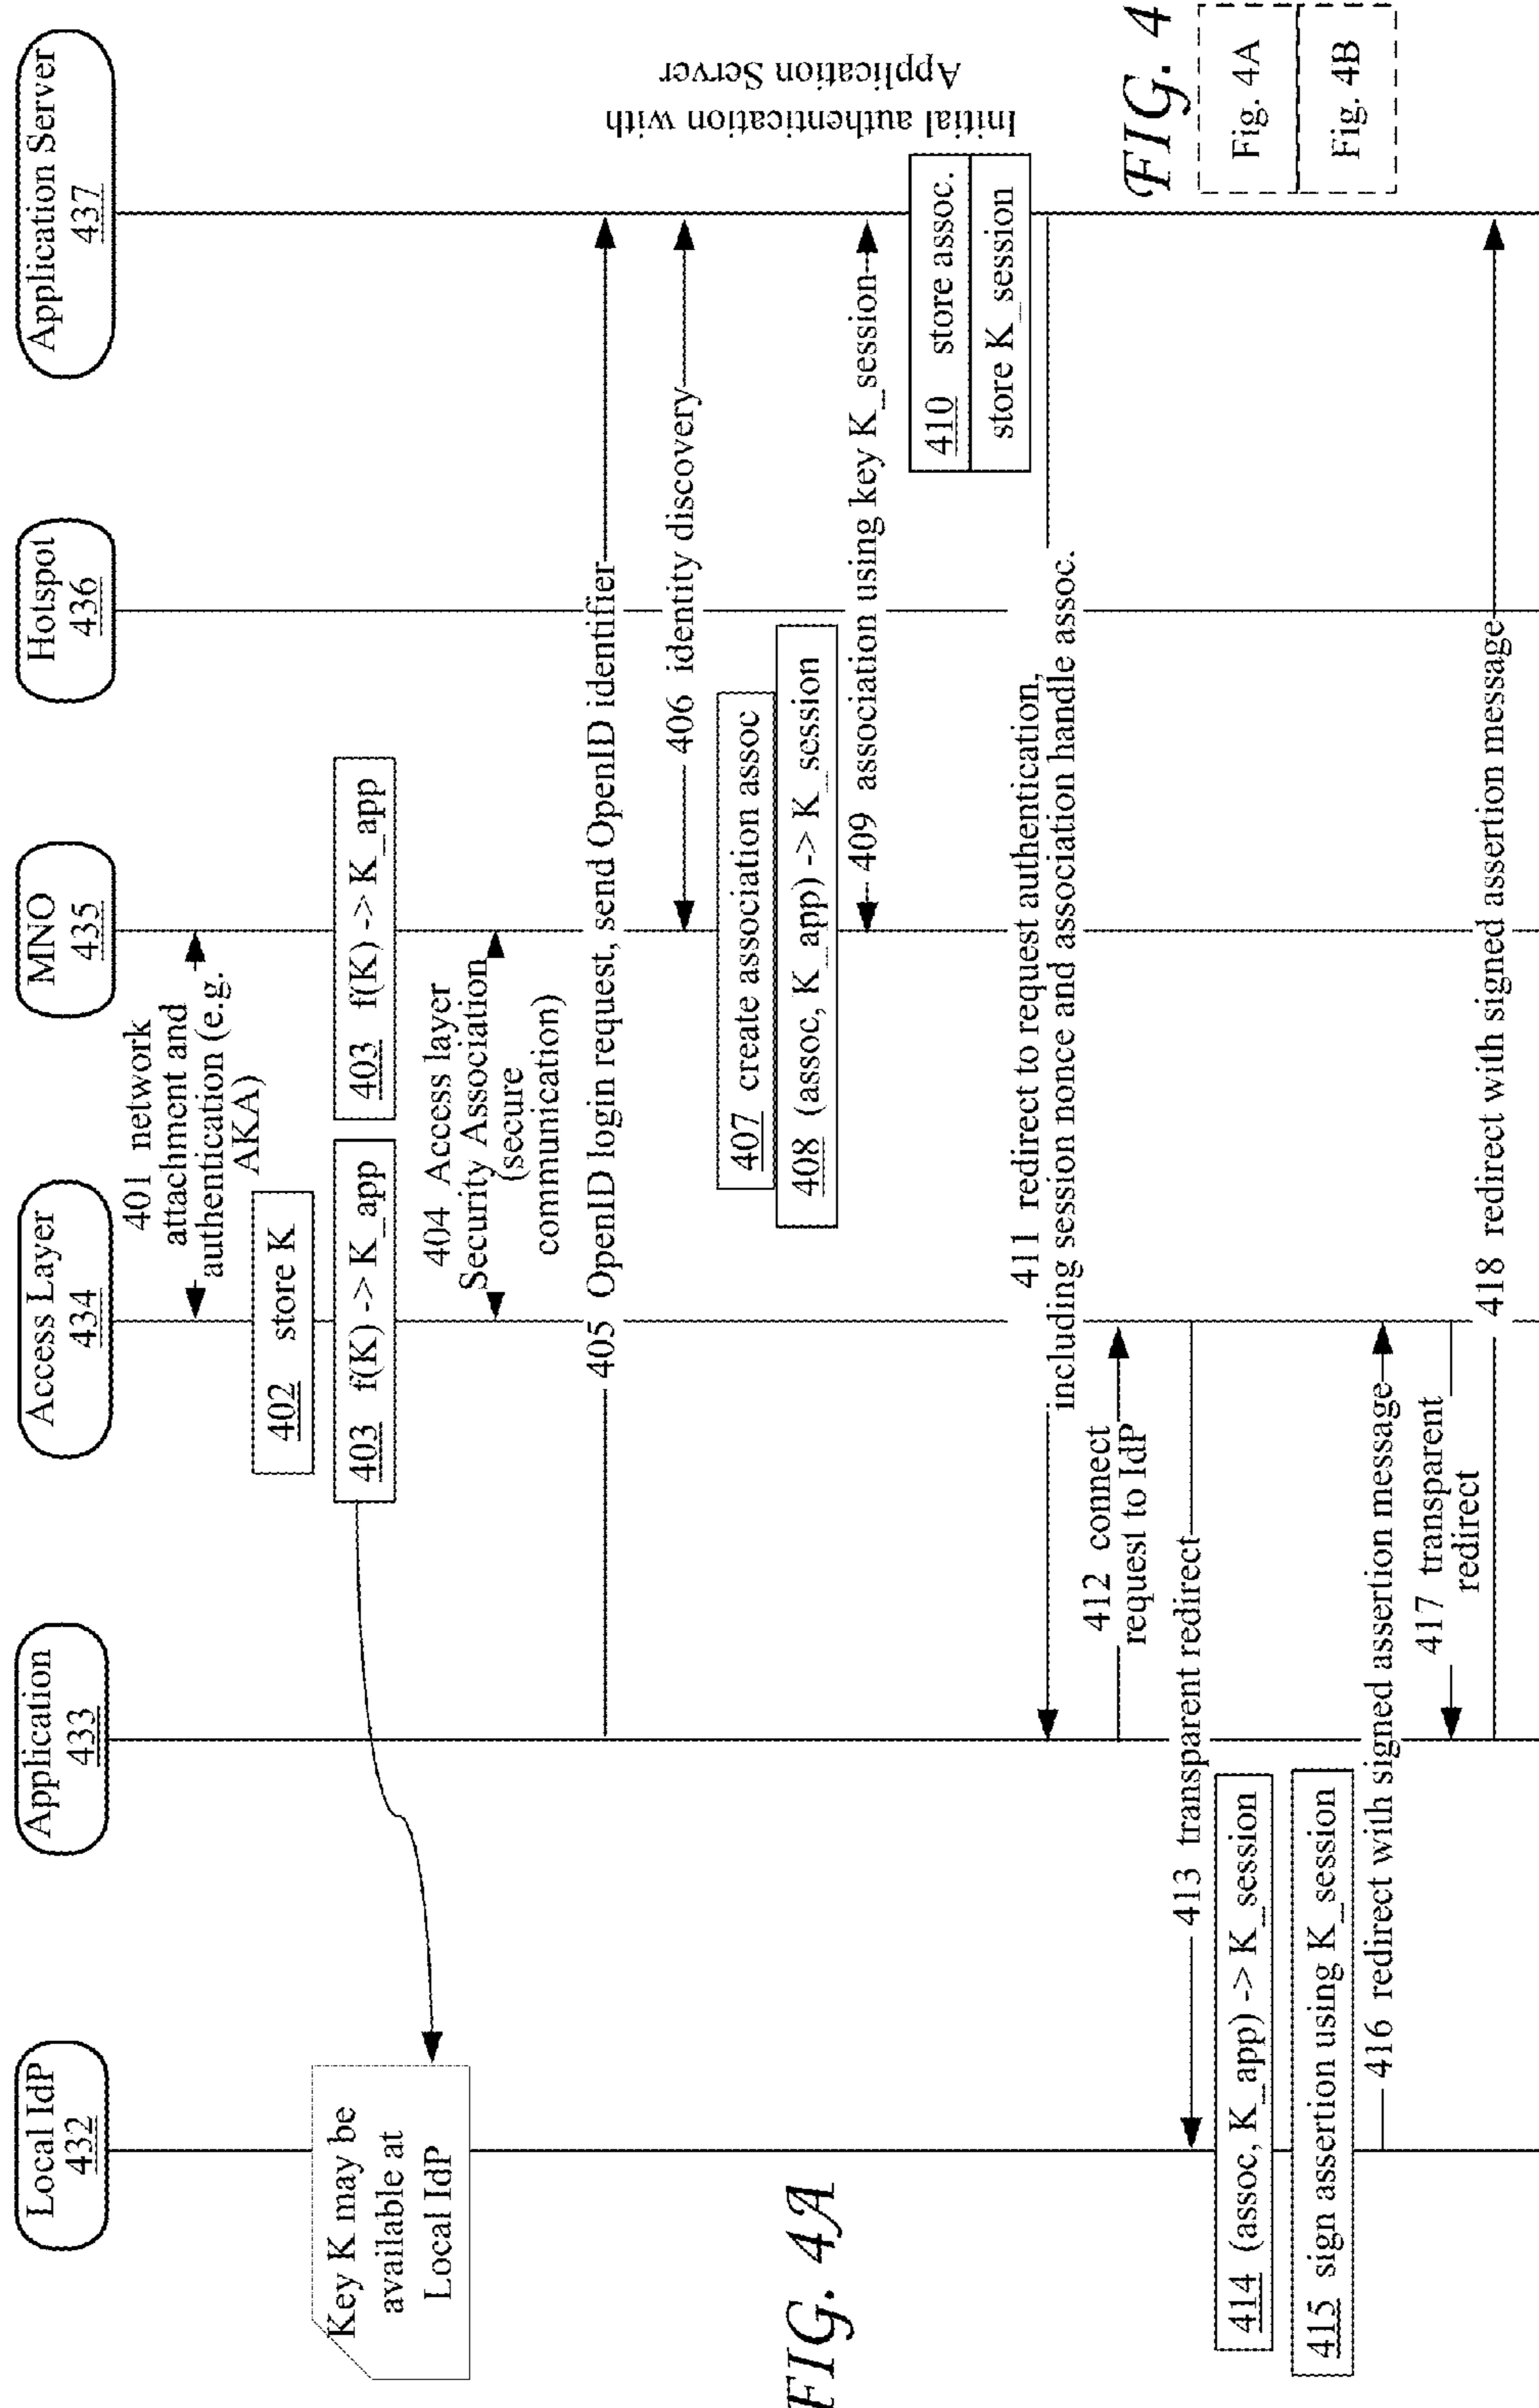 Local IdP
432
Application
433
Access Layer
434
MNO
435
Hotspot
436
Application Server
437
401 network
attachment and
authentication (e.g.
AKA)
402 store K
403 f(K) -> K_app
403 f(K) -> K_app
Key K may be
available at
Local IdP
404 Access layer
Security Association
(secure
communication)
405 OpenID login request, send OpenID identifier
406 identity discovery
407 create association assoc
408 (assoc, K_app) -> K_session
409 association using key K_session
410 store assoc.
store K_session
Initial authentication with
Application Server
411 redirect to request authentication,
including session nonce and association handle assoc.
412 connect
request to IdP
413 transparent redirect
414 (assoc, K_app) -> K_session
415 sign assertion using K_session
416 redirect with signed assertion message
417 transparent
redirect
418 redirect with signed assertion message
FIG. 4A
FIG. 4
Fig. 4A
Fig. 4B